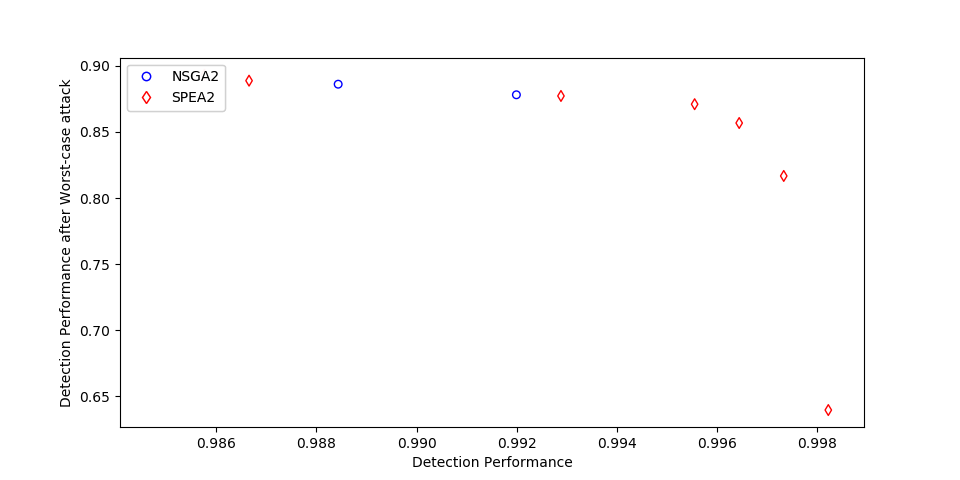 NSGA2
SPEA2
0.90
0.85
0.80
0.75
0.70
0.65
Detection Performance after Worst-case attack
0.986 0.988 0.990 0.992 0.994 0.996 0.998
Detection Performance